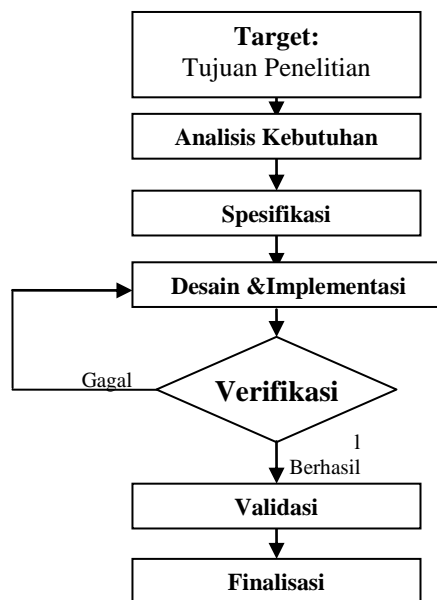 Target:
Tujuan Penelitian
Analisis Kebutuhan
Spesifikasi
Desain &Implementasi
Gagal
Verifikasi
l
Berhasil
Validasi
Finalisasi